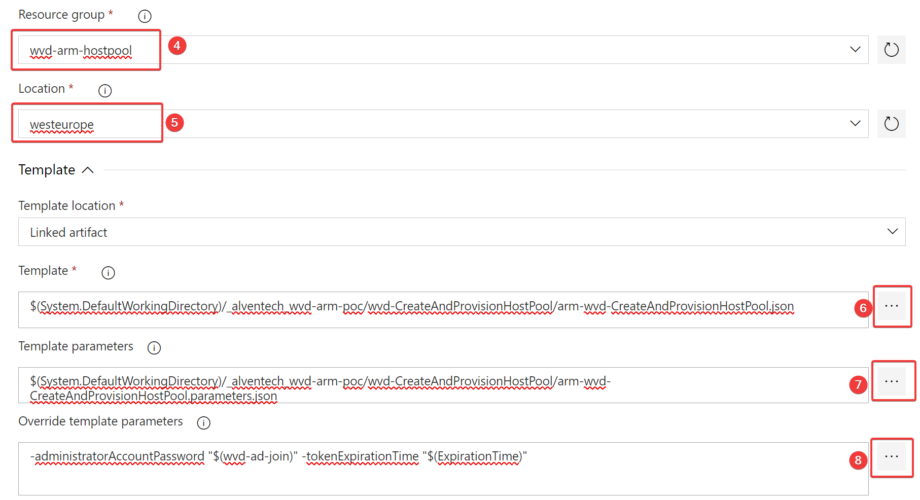 Resource group *
wvd-arm-hostpool
4
Location *
westeurope
5
Template
Template location *
Linked artifact
Template *
$(System.DefaultWorkingDirectory)/_alventech_wvd-arm-poc/wvd-CreateAndProvisionHostPool/arm-wvd-CreateAndProvisionHostPool.json
6
...
Template parameters
$(System.DefaultWorkingDirectory)/_alventech_wvd-arm-poc/wvd-CreateAndProvisionHostPool/arm-wvd-
CreateAndProvisionHostPool.parameters.json
7
...
Override template parameters
-administratorAccountPassword "$(wvd-ad-join)" -tokenExpirationTime "$(ExpirationTime)"
8
...